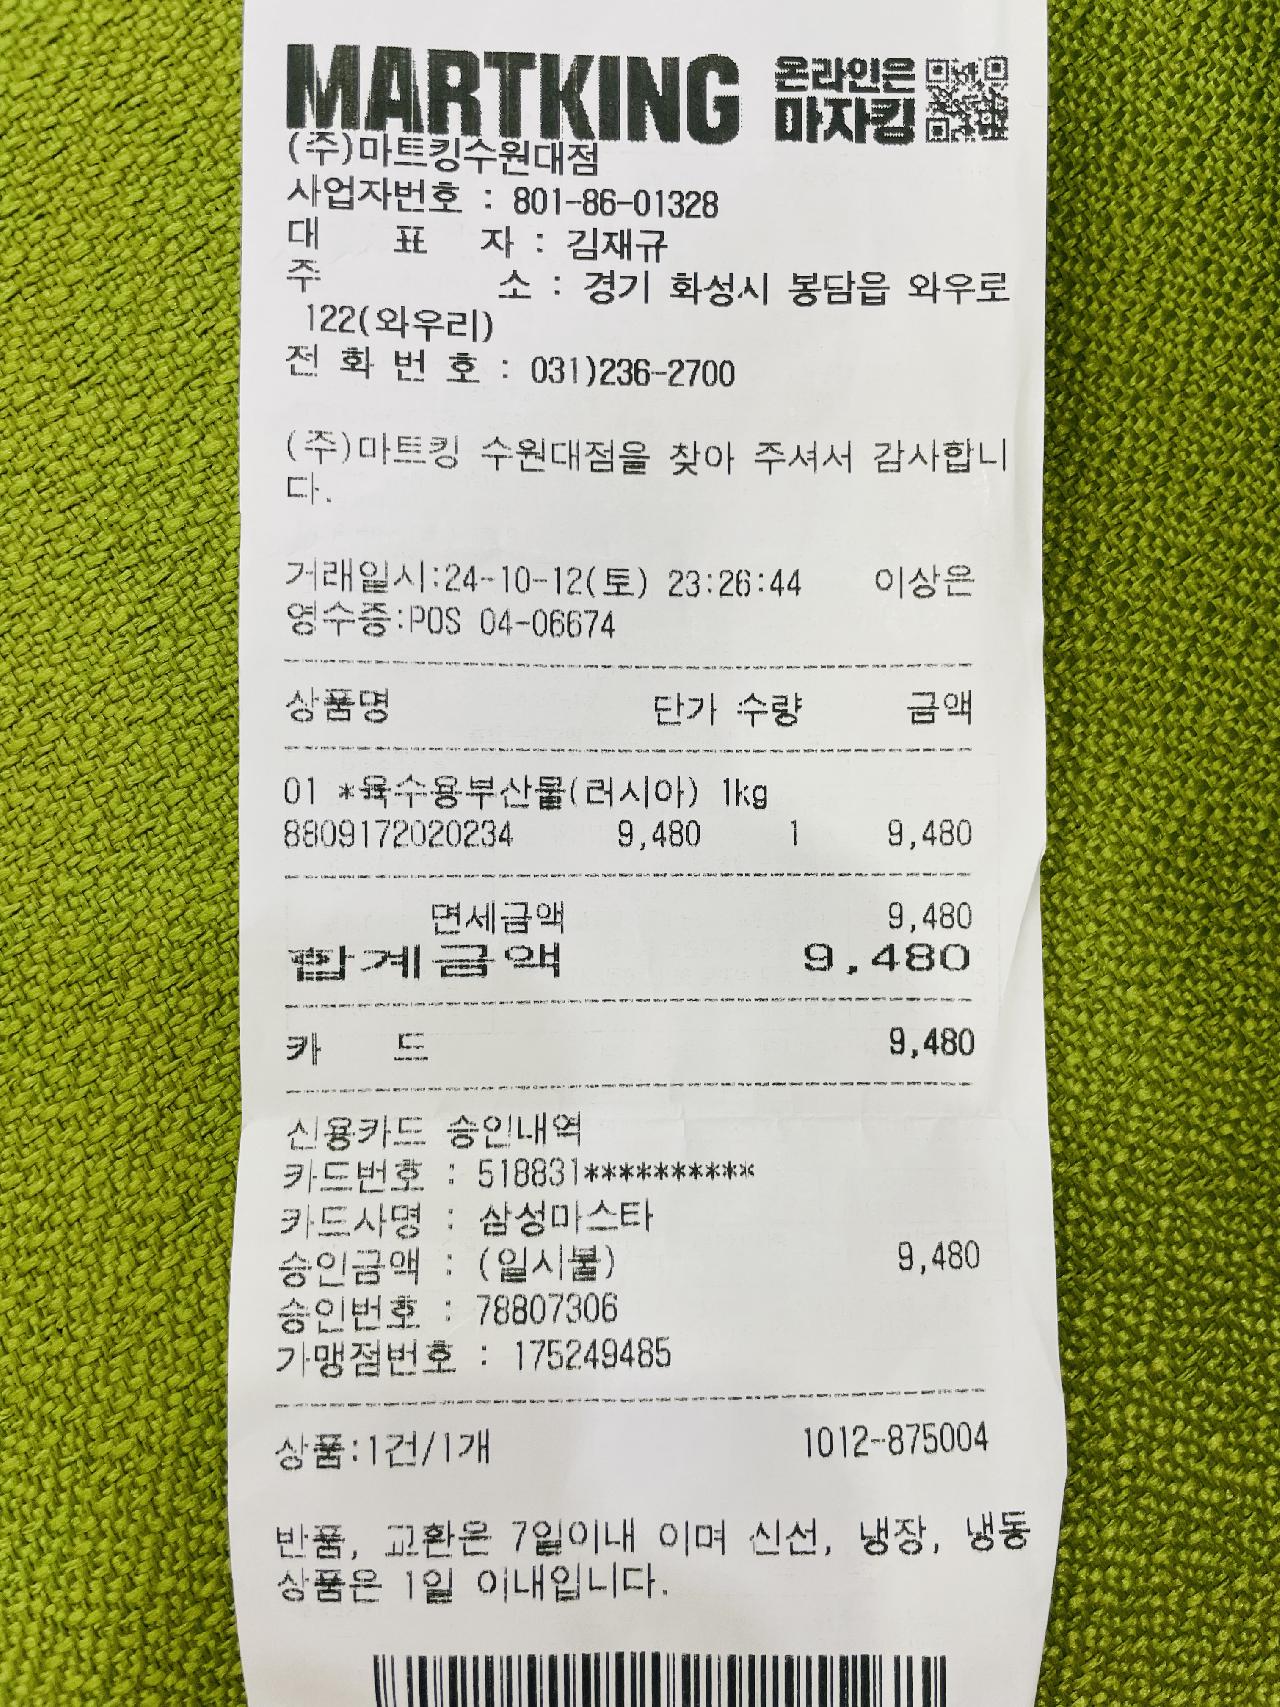 MARTKING 온라인은
마자킹
(주)마트킹수원대점
사업자번호 : 801-86-01328
대 표 자 : 김재규
주 소 : 경기 화성시 봉담읍 와우로
122(와우리)
전 화 번 호 : 031)236-2700
(주)마트킹 수원대점을 찾아 주셔서 감사합니
다.
거래일시:24-10-12(토) 23:26:44 이상은
영수증:POS 04-06674
상품명 단가 수량 금액
01 *육수용부산물(러시아) 1kg
8809172020234 9,480 1 9,480
면세금액 9,480
합계금액 9,480
카 드 9,480
신용카드 승인내역
카드번호 : 518831**********
카드사명 : 삼성마스타
승인금액 : (일시불) 9,480
승인번호 : 78807306
가맹점번호 : 175249485
상품:1건/1개 1012-875004
반품, 교환은 7일이내 이며 신선, 냉장, 냉동
상품은 1일 이내입니다.